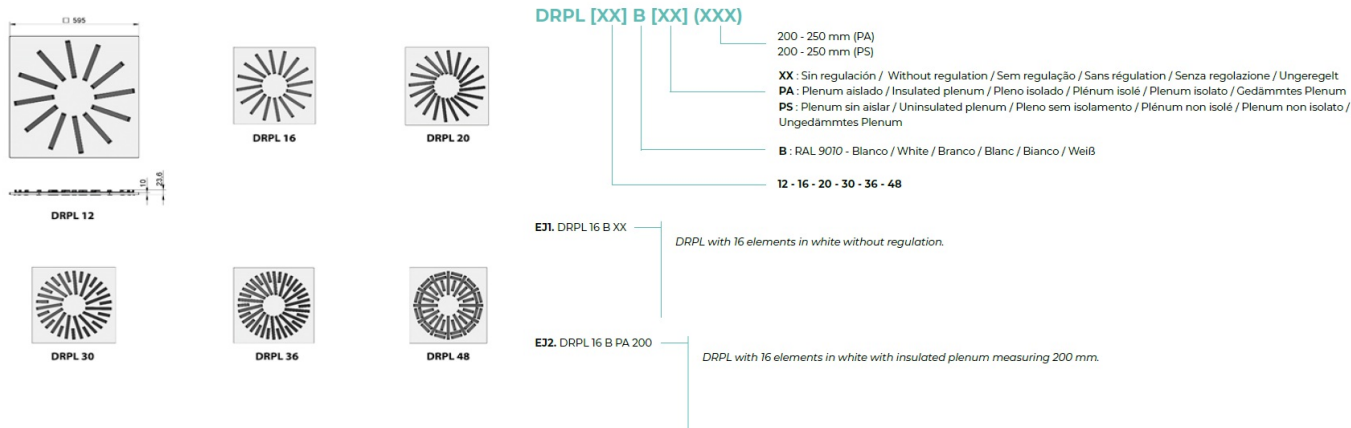 □ 595
10
23,6
DRPL 12
DRPL 16
DRPL 20
DRPL 30
DRPL 36
DRPL 48
DRPL [XX] B [XX] (XXX)
200 - 250 mm (PA)
200 - 250 mm (PS)
XX : Sin regulación / Without regulation / Sem regulação / Sans régulation / Senza regolazione / Ungeregelt
PA : Plenum aislado / Insulated plenum / Pleno isolado / Plénum isolé / Plenum isolato / Gedämmtes Plenum
PS : Plenum sin aislar / Uninsulated plenum / Pleno sem isolamento / Plénum non isolé / Plenum non isolato /
Ungedämmtes Plenum
B : RAL 9010 - Blanco / White / Branco / Blanc / Bianco / Weiß
12 - 16 - 20 - 30 - 36 - 48
EJ1. DRPL 16 B XX
DRPL with 16 elements in white without regulation.
EJ2. DRPL 16 B PA 200
DRPL with 16 elements in white with insulated plenum measuring 200 mm.